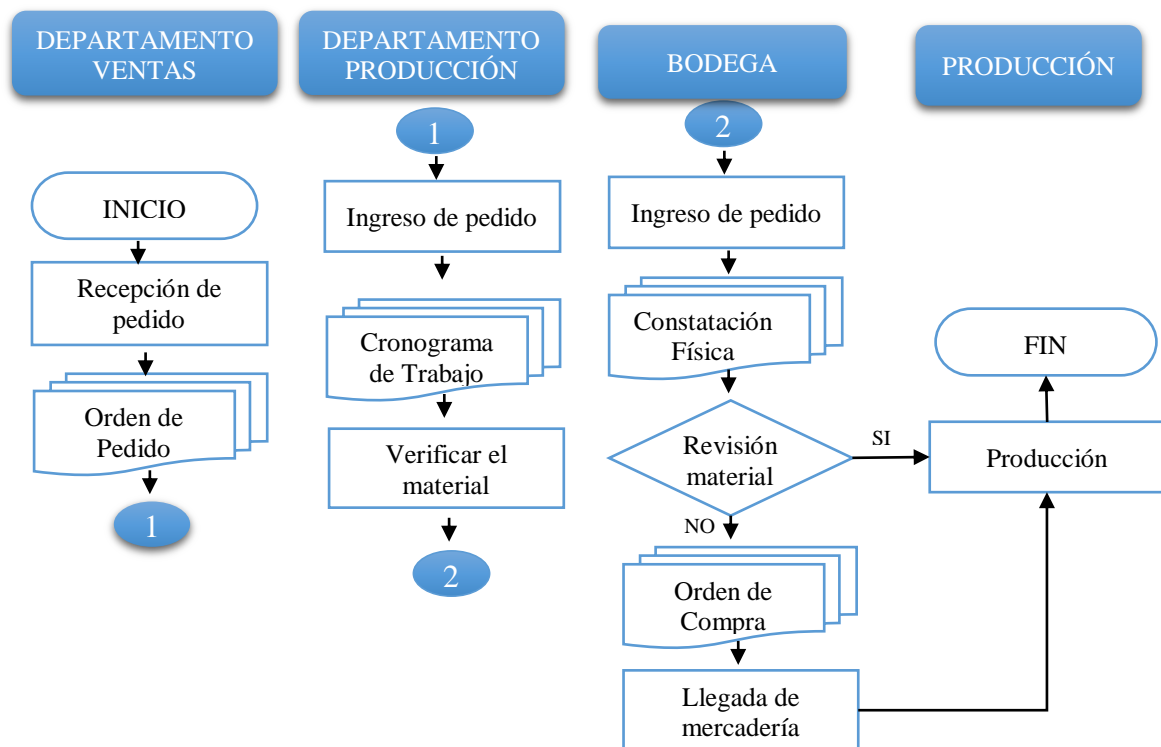 DEPARTAMENTO
VENTAS
INICIO
Recepción de
pedido
Orden de
Pedido
1
DEPARTAMENTO
PRODUCCIÓN
1
Ingreso de pedido
Cronograma
de Trabajo
Verificar el
material
2
BODEGA
2
Ingreso de pedido
Constatación
Física
Revisión
material
SI
NO
Orden de
Compra
Llegada de
mercadería
PRODUCCIÓN
FIN
Producción